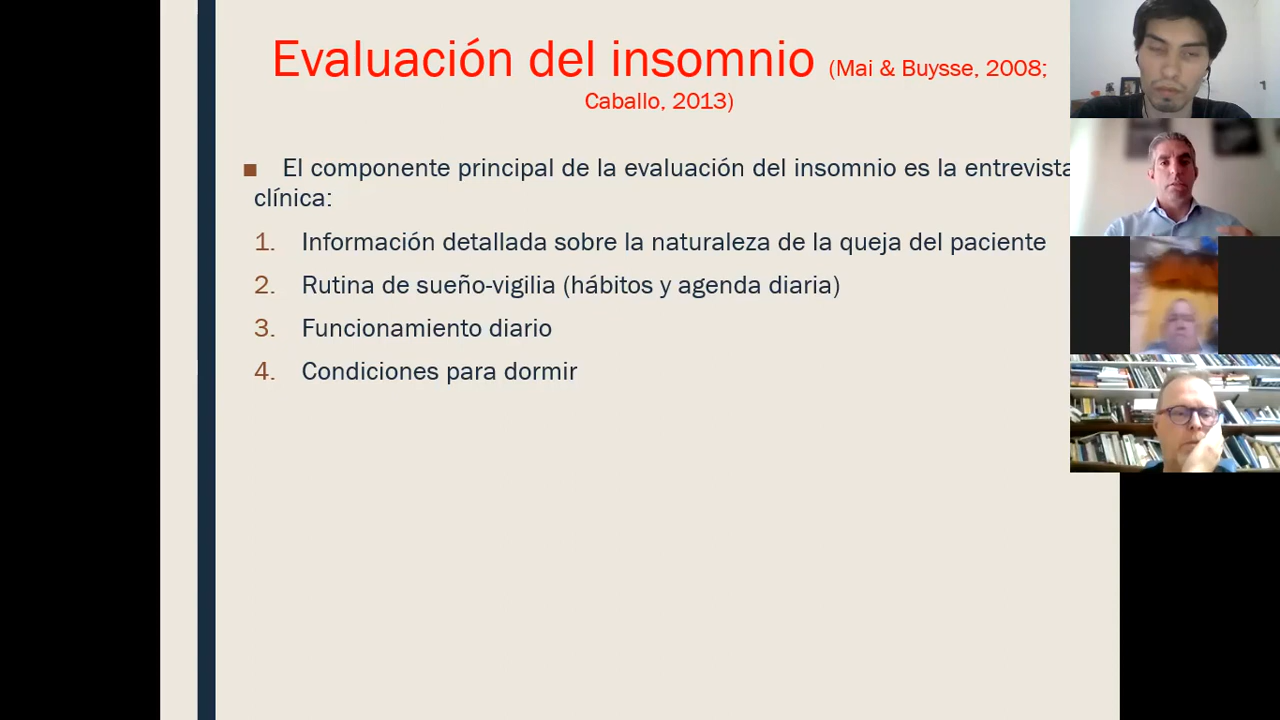 Evaluación del insomnio (Mai & Buysse, 2008;
Caballo, 2013)
■ El componente principal de la evaluación del insomnio es la entrevista
clínica:
1. Información detallada sobre la naturaleza de la queja del paciente
2. Rutina de sueño-vigilia (hábitos y agenda diaria)
3. Funcionamiento diario
4. Condiciones para dormir